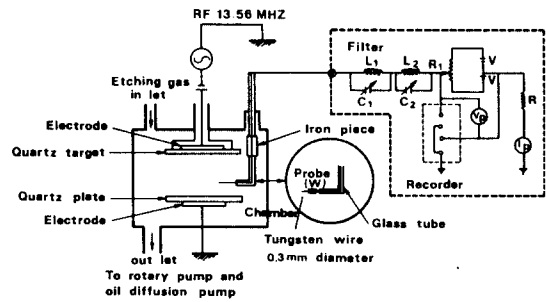 RF 13.56 MHZ
Filter
L1
L2
R1
V
V
C1
C2
Vp
R
Ip
Recorder
Etching gas
in let
Electrode
Quartz target
Iron piece
Quartz plate
Electrode
Probe
(W)
Chamber
Glass tube
Tungsten wire
0.3mm diameter
out let
To rotary pump and
oil diffusion pump